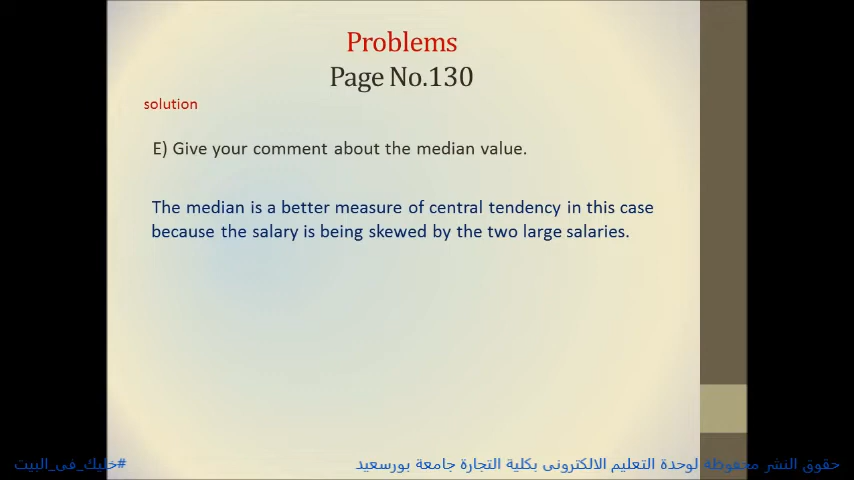 Problems
Page No.130
solution
E) Give your comment about the median value.
The median is a better measure of central tendency in this case
because the salary is being skewed by the two large salaries.
حقوق النشر محفوظة لوحدة التعليم الالكترونى بكلية التجارة جامعة بورسعيد
#خليك_فى_البيت